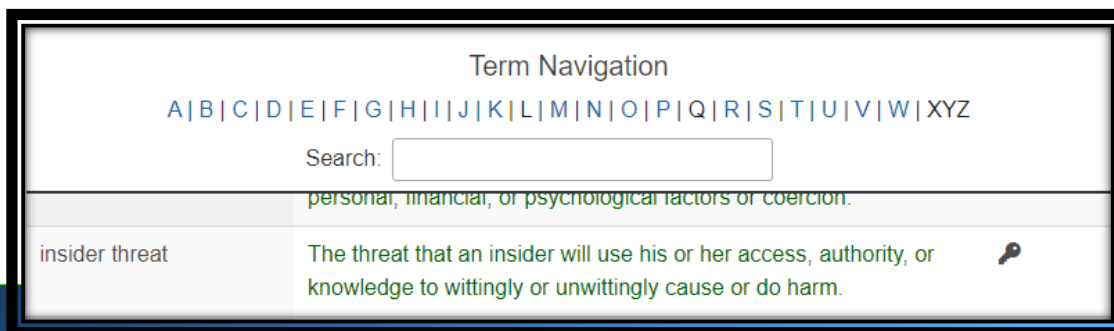 Term Navigation
A | B | C | D | E | F | G | H | I | J | K | L | M | N | O | P | Q | R | S | T | U | V | W | XYZ
Search:
personal, financial, or psychological factors of coercion.
insider threat The threat that an insider will use his or her access, authority, or
knowledge to wittingly or unwittingly cause or do harm.